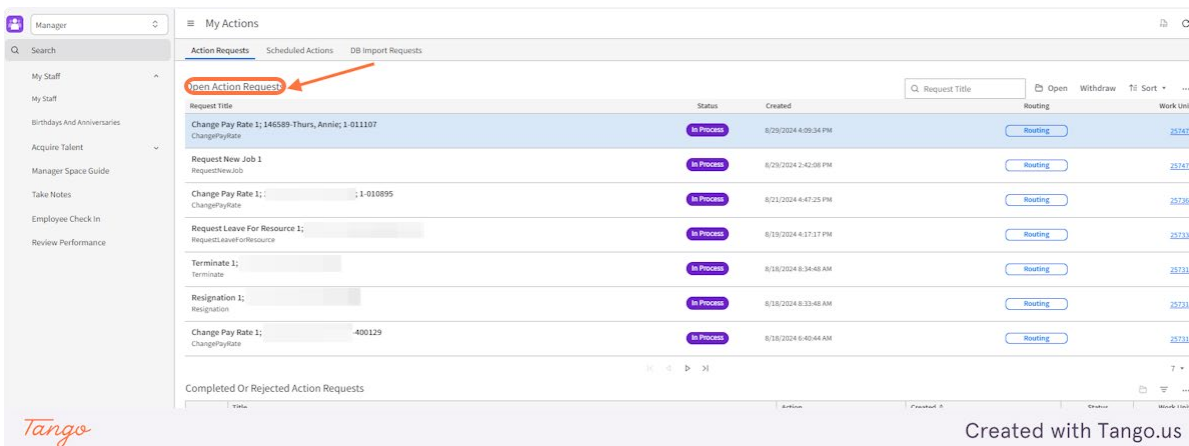 Manager
My Actions
Search
Action Requests Scheduled Actions DB Import Requests
My Staff
My Staff
Birthdays And Anniversaries
Acquire Talent
Manager Space Guide
Take Notes
Employee Check In
Review Performance
Open Action Requests
Request Title Open Withdraw Sort
Request Title Status Created Routing Work Uni
Change Pay Rate 1; 146589-Thurs, Annie; 1-011107 In Process 8/29/2024 4:09:34 PM Routing 25747
ChangePayRate
Request New Job 1 In Process 8/29/2024 2:42:08 PM Routing 25747
RequestNewJob
Change Pay Rate 1; ; 1-010895 In Process 8/21/2024 4:47:25 PM Routing 25736
ChangePayRate
Request Leave For Resource 1; In Process 8/19/2024 4:17:17 PM Routing 25733
RequestLeaveForResource
Terminate 1; In Process 8/18/2024 8:34:48 AM Routing 25731
Terminate
Resignation 1; In Process 8/18/2024 8:33:48 AM Routing 25731
Resignation
Change Pay Rate 1; -400129 In Process 8/18/2024 6:40:44 AM Routing 25731
ChangePayRate
7
Completed Or Rejected Action Requests
Title Action Created Status Work Uni
Tango
Created with Tango.us